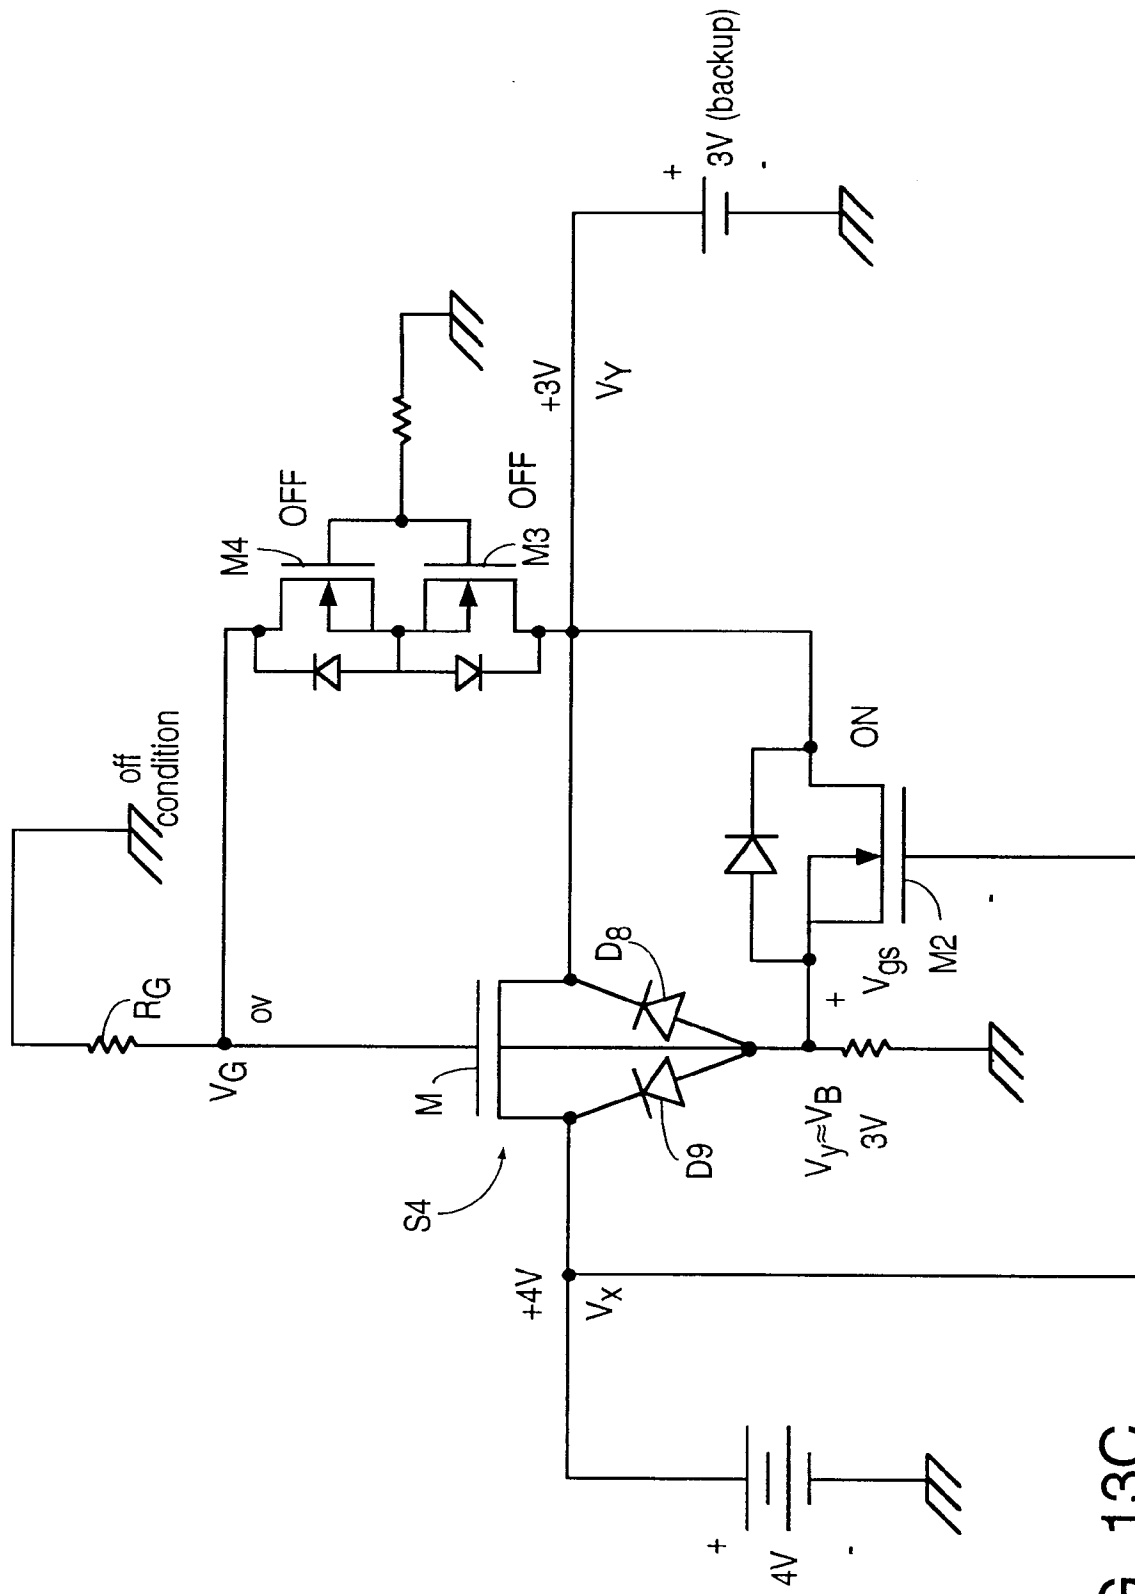 off
condition
RG
VG
0V
M4
OFF
M3
OFF
+3V
VY
+
3V (backup)
-
M
S4
D8
D9
+4V
VX
+
4V
-
Vy≈VB
3V
+
Vgs
-
M2
ON
13C